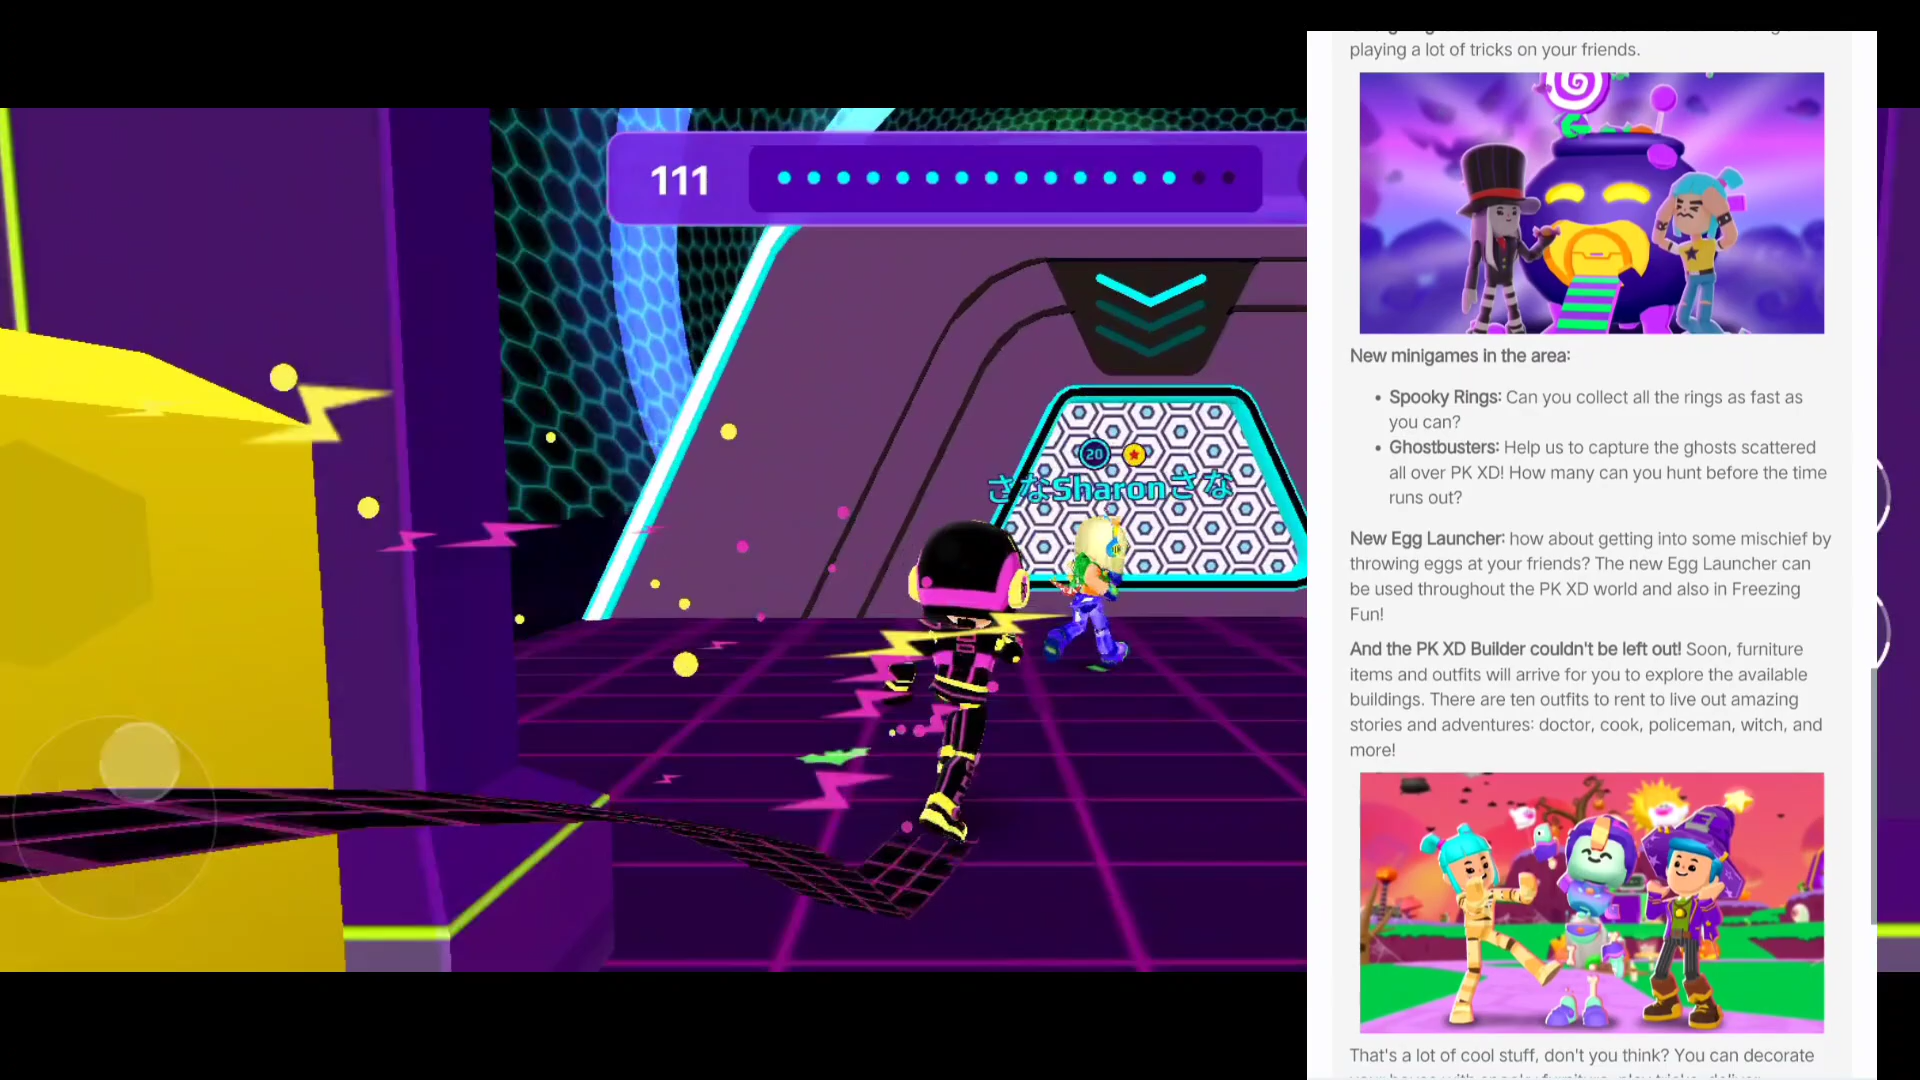 111
20
さなSharonさな
playing a lot of tricks on your friends.
New minigames in the area:
• Spooky Rings: Can you collect all the rings as fast as
you can?
• Ghostbusters: Help us to capture the ghosts scattered
all over PK XD! How many can you hunt before the time
runs out?
New Egg Launcher: how about getting into some mischief by
throwing eggs at your friends? The new Egg Launcher can
be used throughout the PK XD world and also in Freezing
Fun!
And the PK XD Builder couldn't be left out! Soon, furniture
items and outfits will arrive for you to explore the available
buildings. There are ten outfits to rent to live out amazing
stories and adventures: doctor, cook, policeman, witch, and
more!
That's a lot of cool stuff, don't you think? You can decorate